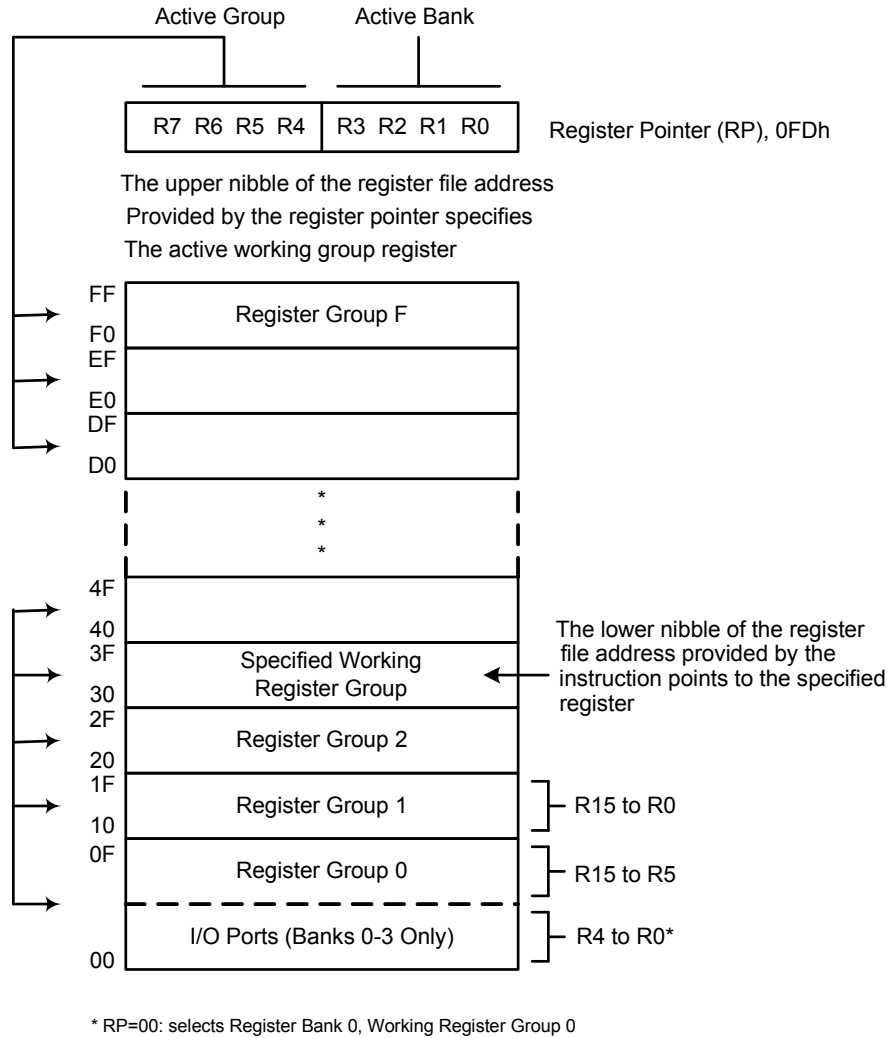 Active Group
Active Bank
R7 R6 R5 R4
R3 R2 R1 R0
Register Pointer (RP), 0FDh
The upper nibble of the register file address
Provided by the register pointer specifies
The active working group register
FF
Register Group F
F0
EF
E0
DF
D0
*
*
*
4F
40
3F
Specified Working
Register Group
30
The lower nibble of the register
file address provided by the
instruction points to the specified
register
2F
Register Group 2
20
1F
Register Group 1
10
R15 to R0
0F
Register Group 0
R15 to R5
I/O Ports (Banks 0-3 Only)
00
R4 to R0*
* RP=00: selects Register Bank 0, Working Register Group 0